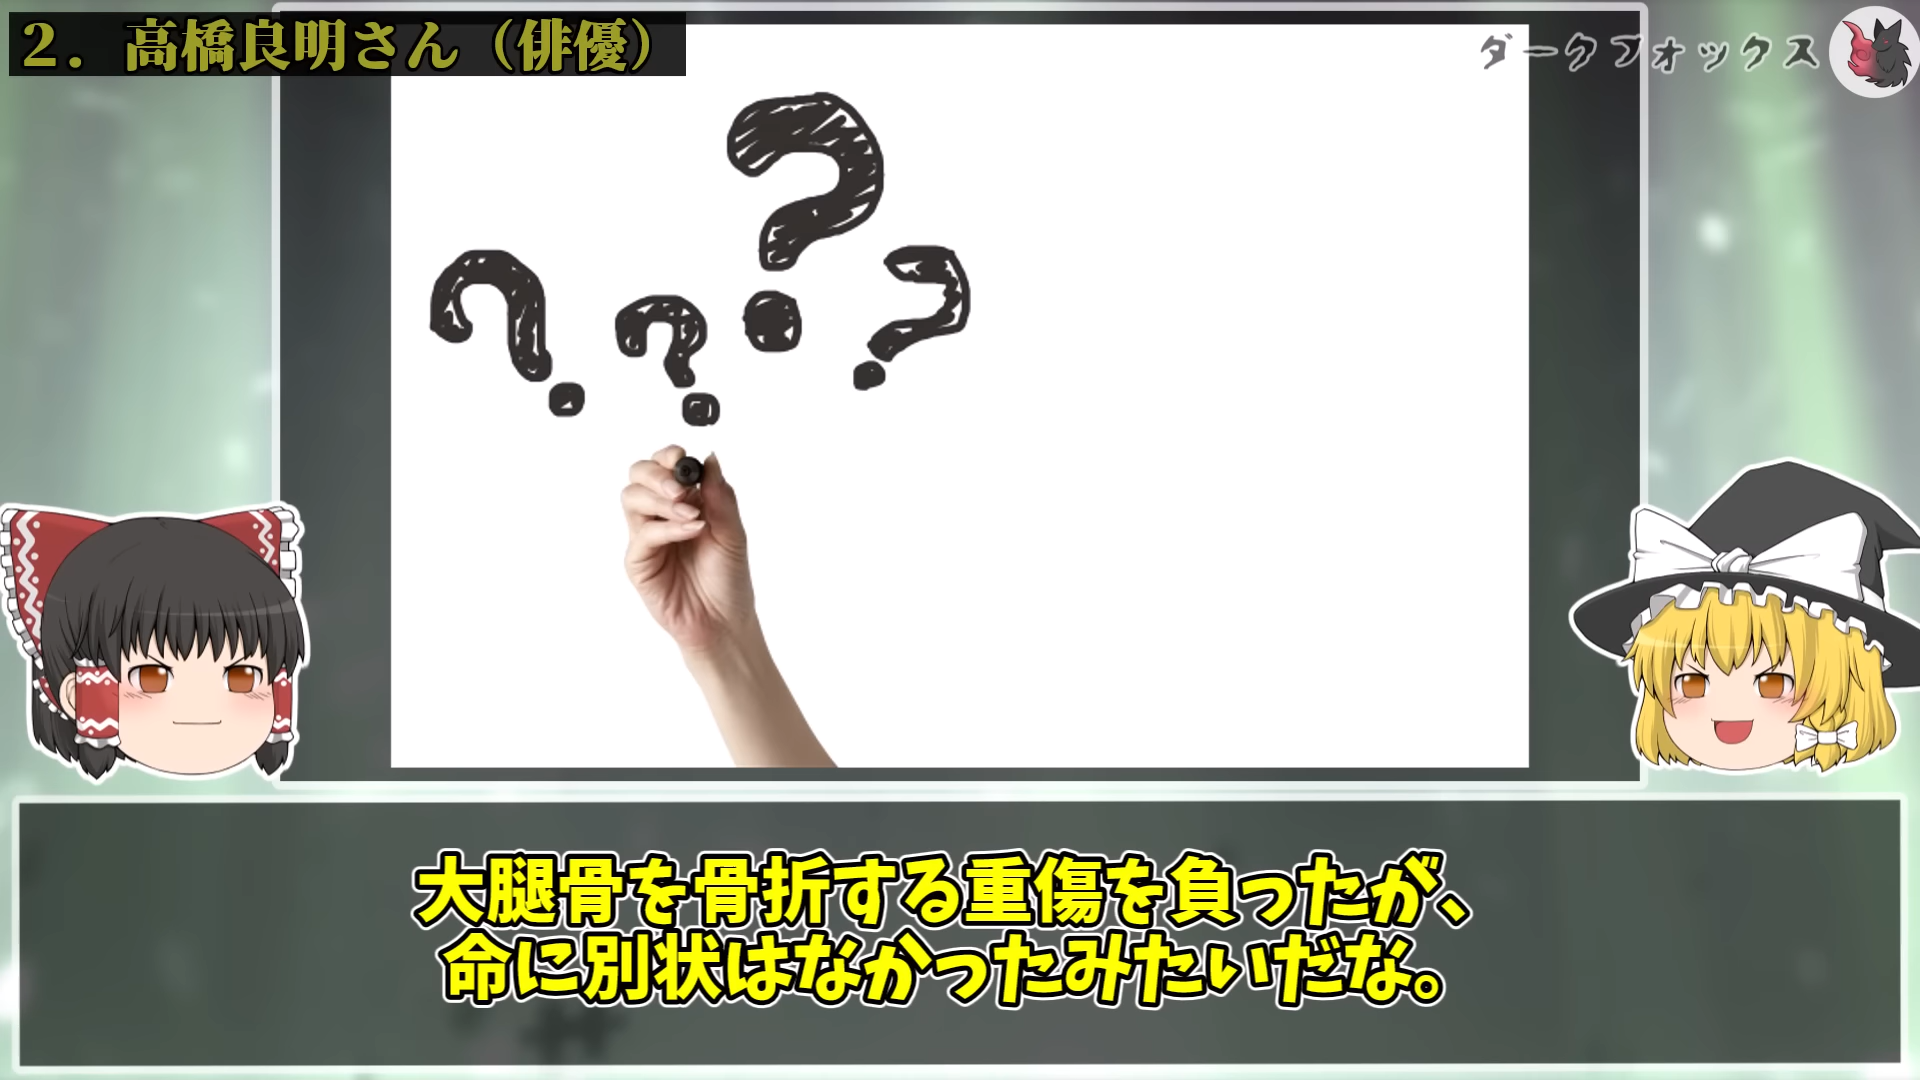 ２．高橋良明さん（俳優）
ダークフォックス
? ? ? ?
大腿骨を骨折する重傷を負ったが、
命に別状はなかったみたいだな。